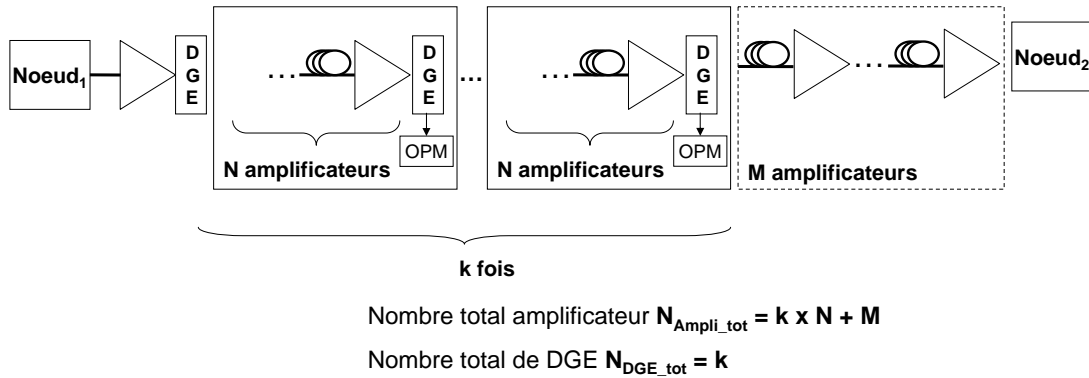 Noeud1
D
G
E
...
D
G
E
OPM
N amplificateurs
...
...
D
G
E
OPM
N amplificateurs
...
M amplificateurs
Noeud2
k fois
Nombre total amplificateur NAmpli_tot = k x N + M
Nombre total de DGE NDGE_tot = k